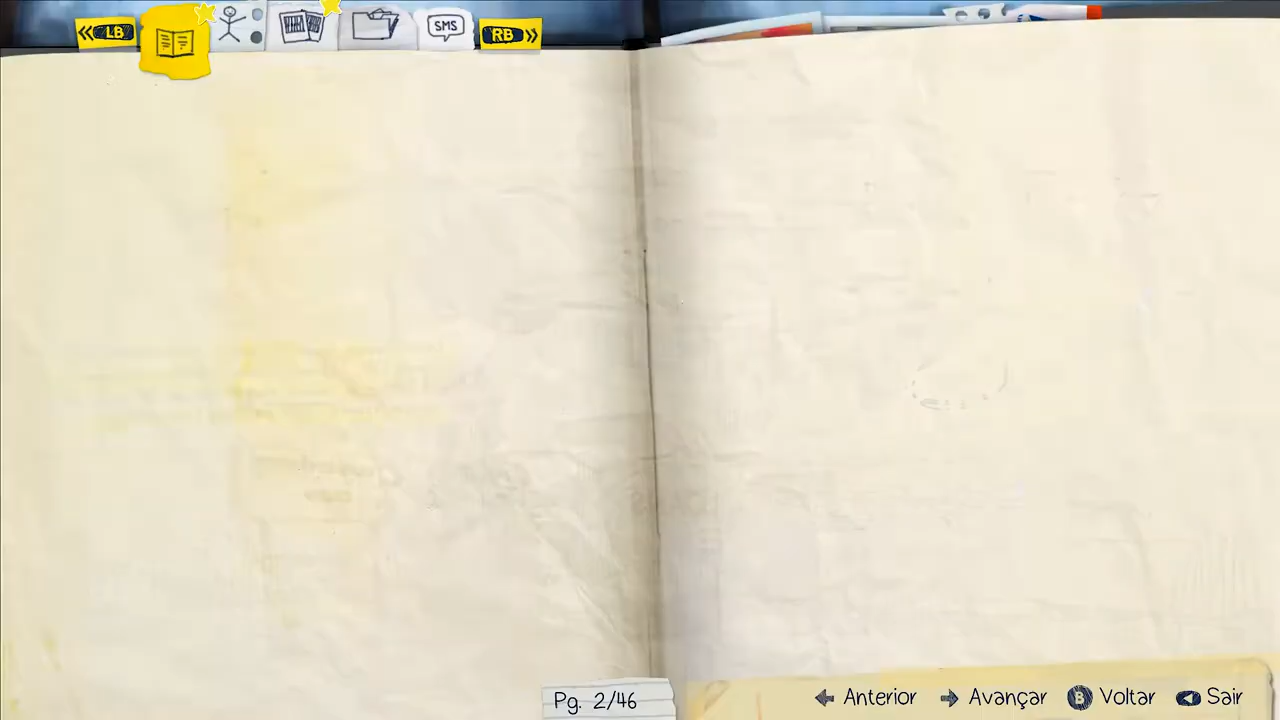 LB
SMS
RB
Pg. 2/46
Anterior
Avançar
B Voltar
Sair